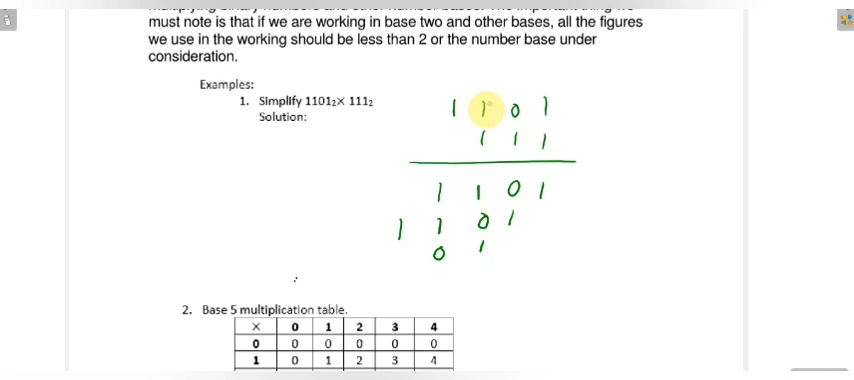 must note is that if we are working in base two and other bases, all the figures
we use in the working should be less than 2 or the number base under
consideration.
Examples:
1. Simplify 1101₂X 111₂
Solution:
1 1 0 1
1 1 1
1 1 0 1
1 1 0 1
0 1
2. Base 5 multiplication table.
X 0 1 2 3 4
0 0 0 0 0 0
1 0 1 2 3 4